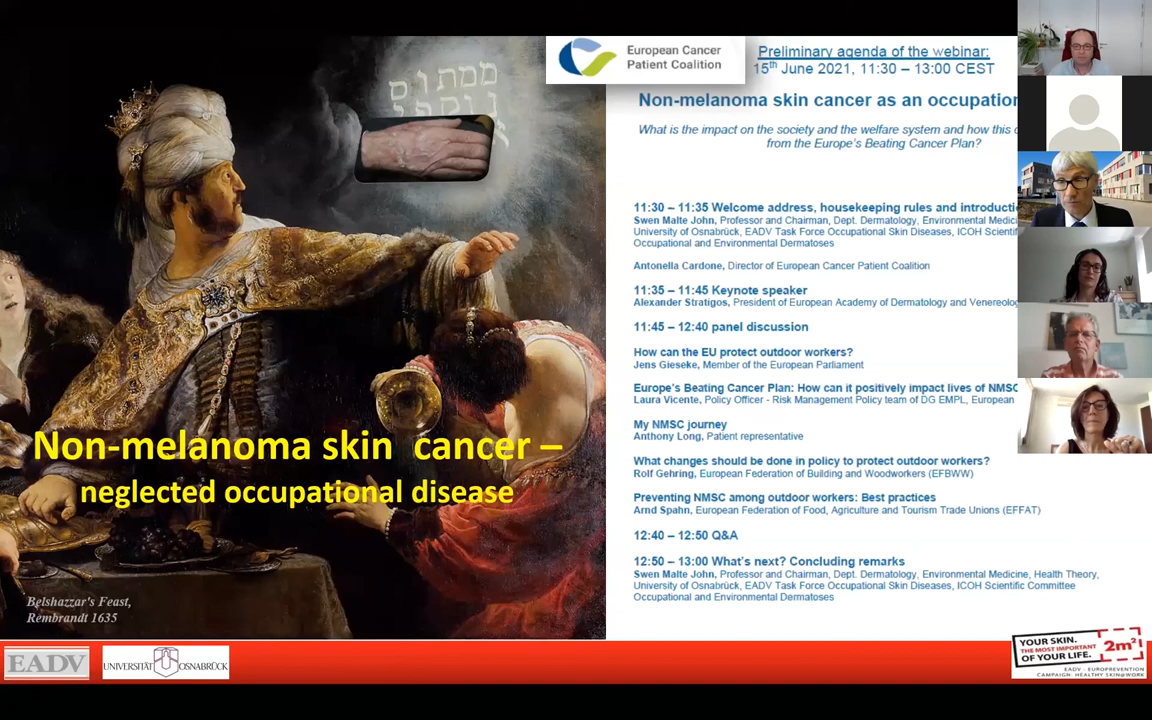 ממתוס
European Cancer
Patient Coalition
Preliminary agenda of the webinar:
15th June 2021, 11:30 – 13:00 CEST
Non-melanoma skin cancer as an occupation
What is the impact on the society and the welfare system and how this c
from the Europe's Beating Cancer Plan?
11:30 – 11:35 Welcome address, housekeeping rules and introductio
Swen Malte John, Professor and Chairman, Dept. Dermatology, Environmental Medici
University of Osnabrück, EADV Task Force Occupational Skin Diseases, ICOH Scientif
Occupational and Environmental Dermatoses
Antonella Cardone, Director of European Cancer Patient Coalition
11:35 – 11:45 Keynote speaker
Alexander Stratigos, President of European Academy of Dermatology and Venereolog
11:45 – 12:40 panel discussion
How can the EU protect outdoor workers?
Jens Gieseke, Member of the European Parliament
Europe's Beating Cancer Plan: How can it positively impact lives of NMSC
Laura Vicente, Policy Officer - Risk Management Policy team of DG EMPL, European
My NMSC journey
Anthony Long, Patient representative
What changes should be done in policy to protect outdoor workers?
Rolf Gehring, European Federation of Building and Woodworkers (EFBWW)
Preventing NMSC among outdoor workers: Best practices
Arnd Spahn, European Federation of Food, Agriculture and Tourism Trade Unions (EFFAT)
12:40 – 12:50 Q&A
12:50 – 13:00 What's next? Concluding remarks
Swen Malte John, Professor and Chairman, Dept. Dermatology, Environmental Medicine, Health Theory,
University of Osnabrück, EADV Task Force Occupational Skin Diseases, ICOH Scientific Committee
Occupational and Environmental Dermatoses
Non-melanoma skin cancer –
neglected occupational disease
Belshazzar's Feast,
Rembrandt 1635
EADV
UNIVERSITÄT OSNABRÜCK
YOUR SKIN.
THE MOST IMPORTANT 2m²
OF YOUR LIFE.
EADV - EUROPREVENTION
CAMPAIGN: HEALTHY SKIN@WORK